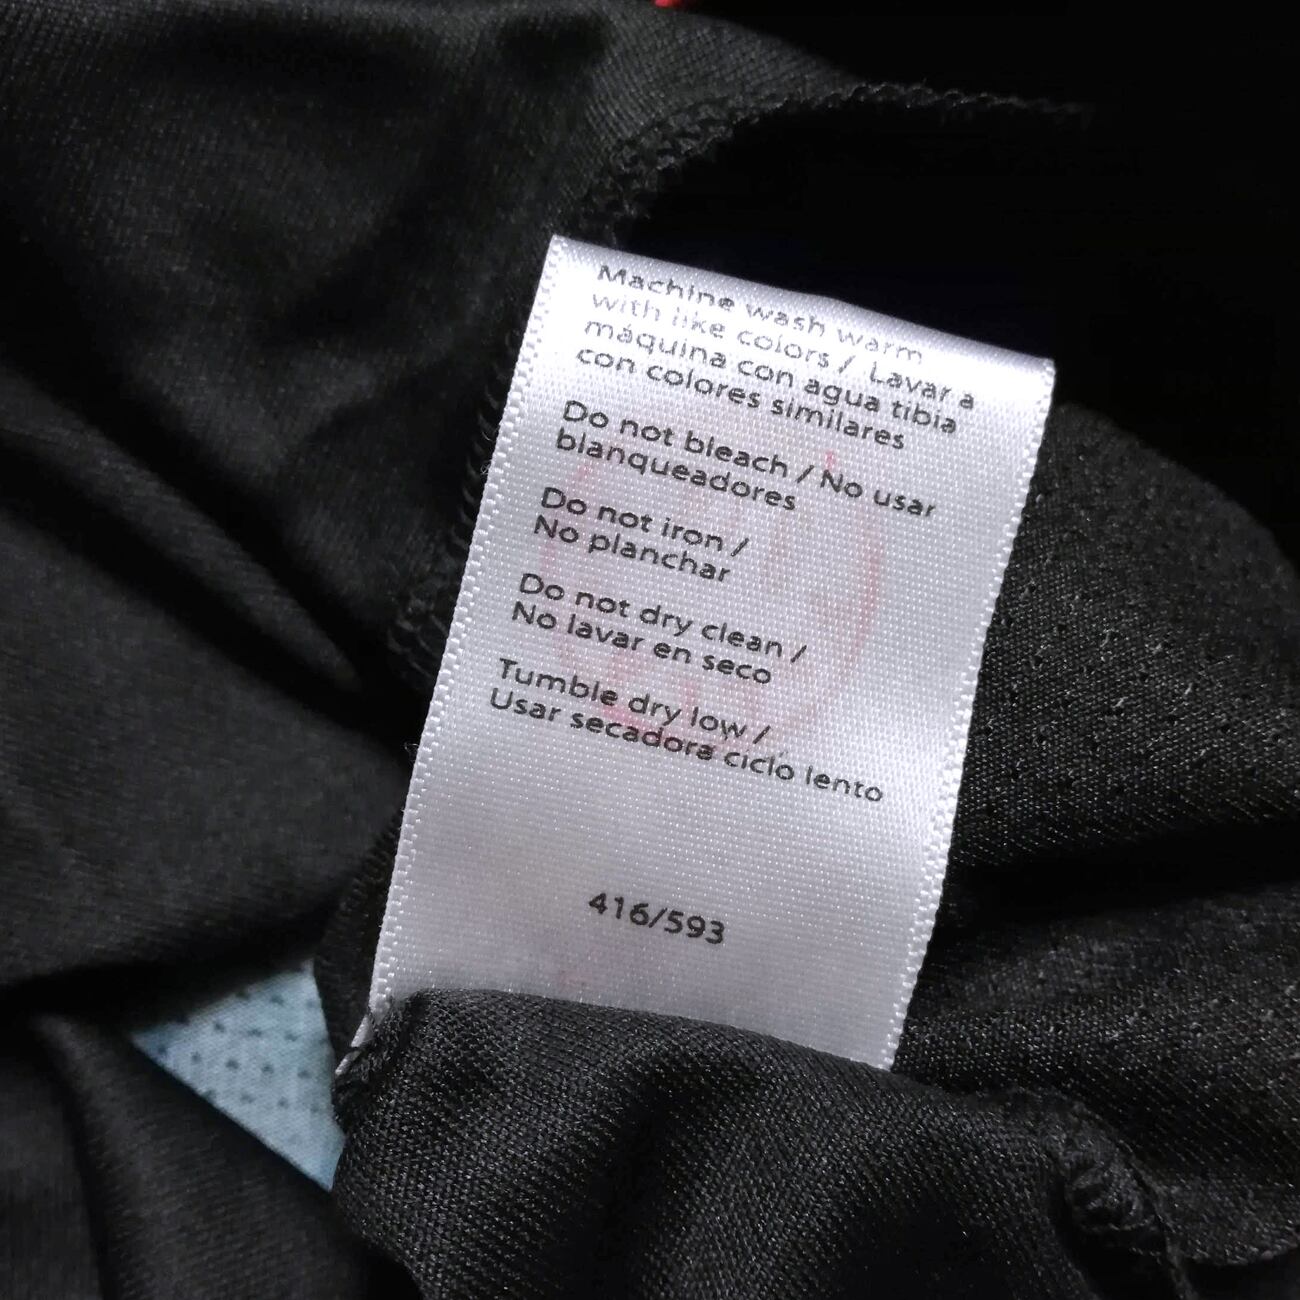 Machine wash warm
with like colors / Lavar a
máquina con agua tibia
con colores similares
Do not bleach / No usar
blanqueadores
Do not iron /
No planchar
Do not dry clean /
No lavar en seco
Tumble dry low /
Usar secadora ciclo lento
416/593